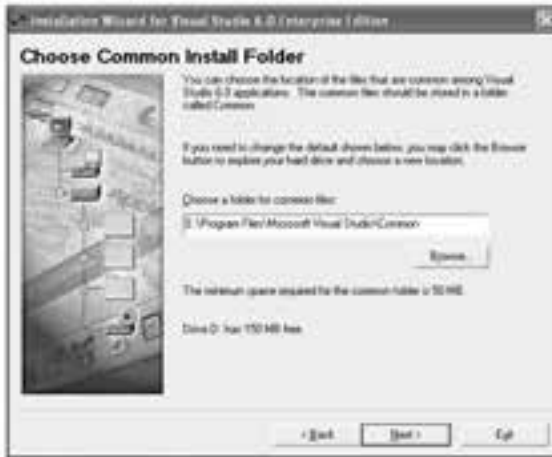 Installation Wizard for Visual Studio 6.0 Enterprise Edition
Choose Common Install Folder
You can choose the location of the files that are common among Visual
Studio 6.0 applications. The common files should be stored in a folder
called Common.
If you need to change the default shown below, you may click the Browse
button to explore your hard drive and choose a new location.
Choose a folder for common files:
\Program Files\Microsoft Visual Studio\Common
Browse...
The minimum space required for the common folder is 50 MB.
Drive D: has 150 MB free.
< Back
Next >
Exit